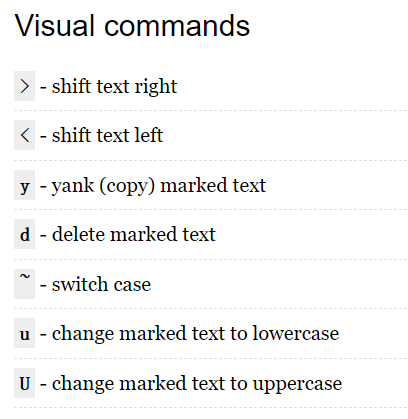 Visual commands
> - shift text right
< - shift text left
y - yank (copy) marked text
d - delete marked text
~ - switch case
u - change marked text to lowercase
U - change marked text to uppercase